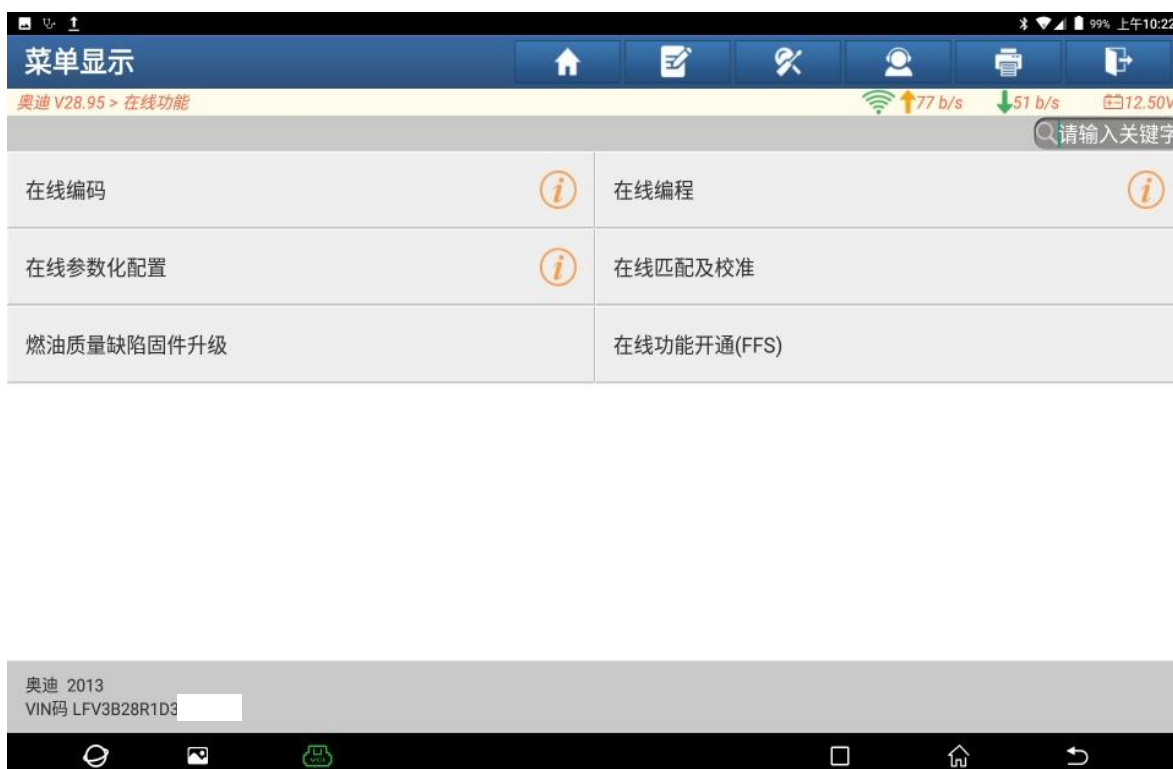 99% 上午10:22
菜单显示
奥迪 V28.95 > 在线功能 77 b/s 51 b/s 12.50V
请输入关键字
在线编码 在线编程
在线参数化配置 在线匹配及校准
燃油质量缺陷固件升级 在线功能开通(FFS)
奥迪 2013
VIN码 LFV3B28R1D3
VCI